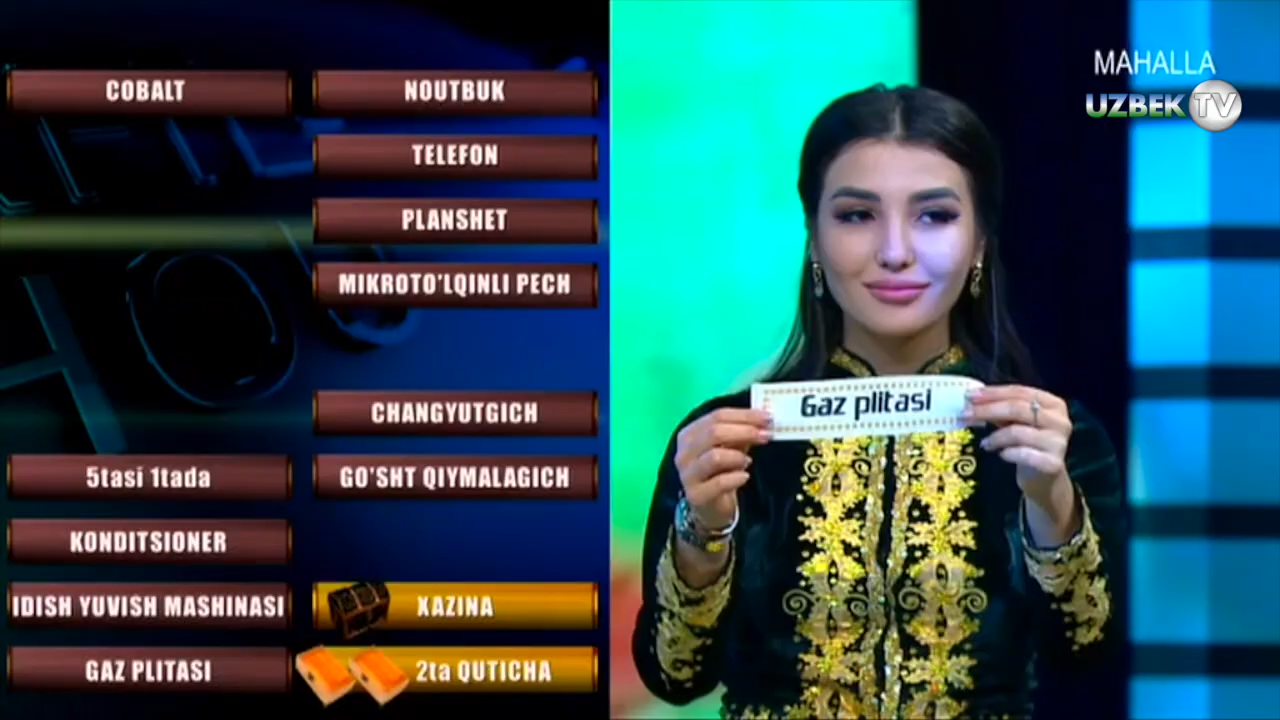 COBALT
5tasi 1tada
KONDITSIONER
IDISH YUVISH MASHINASI
GAZ PLITASI
NOUTBUK
TELEFON
PLANSHET
MIKROTO'LQINLI PECH
CHANGYUTGICH
GO'SHT QIYMALAGICH
XAZINA
2ta QUTICHA
MAHALLA
UZBEK TV
Gaz plitasi